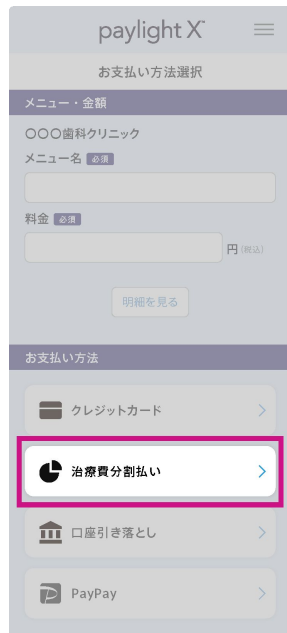 paylight X™
お支払い方法選択
メニュー・金額
〇〇〇歯科クリニック
メニュー名 必須
料金 必須
円(税込)
明細を見る
お支払い方法
クレジットカード
治療費分割払い
口座引き落とし
PayPay